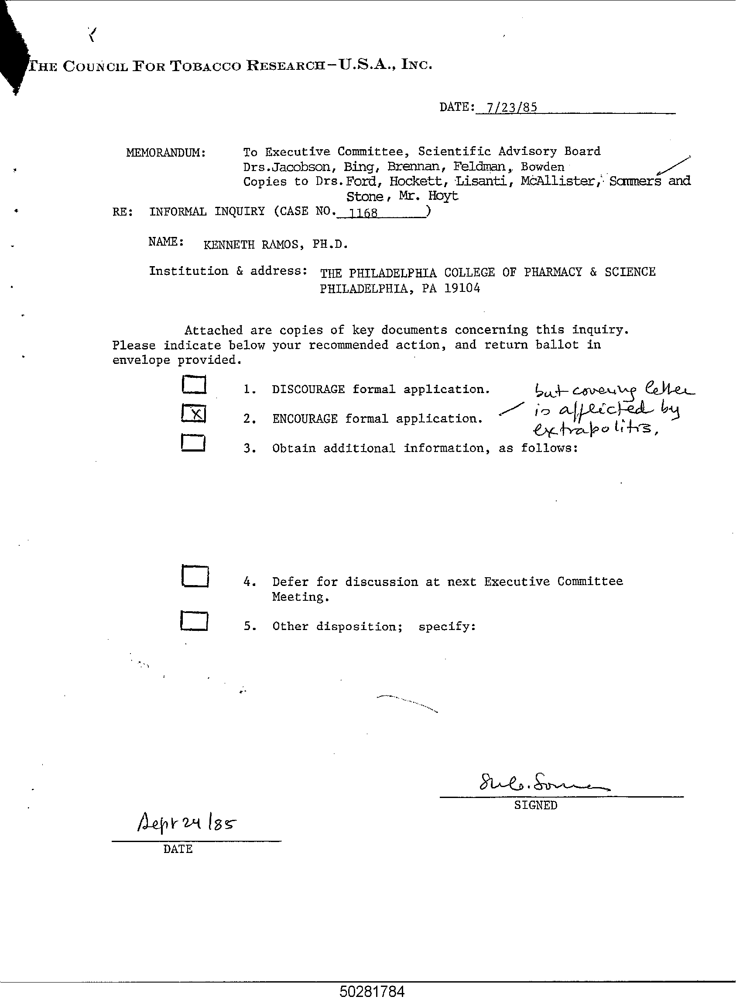 THE COUNCIL FOR TOBACCO RESEARCH-U.S.A., INC.
DATE: 7/23/85
MEMORANDUM: To Executive Committee, Scientific Advisory Board
Drs.Jacobson, Bing, Brennan, Feldman, Bowden
Copies to Drs.Ford, Hockett, Lisanti, McAllister, Sommers and
Stone, Mr. Hoyt
RE: INFORMAL INQUIRY (CASE NO. 1168 )
NAME: KENNETH RAMOS, PH.D.
Institution & address: THE PHILADELPHIA COLLEGE OF PHARMACY & SCIENCE
PHILADELPHIA, PA 19104
Attached are copies of key documents concerning this inquiry.
Please indicate below your recommended action, and return ballot in
envelope provided.
1. DISCOURAGE formal application. but covering letter
X 2. ENCOURAGE formal application. is afflicted by
extrapolitis,
3. Obtain additional information, as follows:
4. Defer for discussion at next Executive Committee
Meeting.
5. Other disposition; specify:
SIGNED
Sept 24/85
DATE
50281784